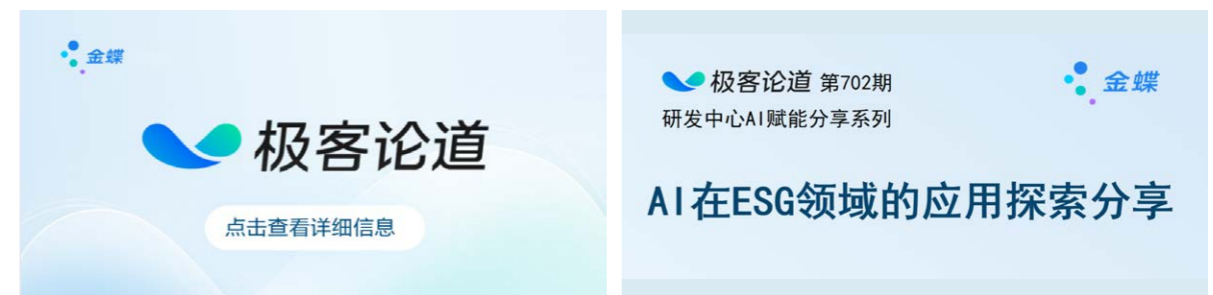 金蝶
极客论道
点击查看详细信息
极客论道 第702期
金蝶
研发中心AI赋能分享系列
AI在ESG领域的应用探索分享